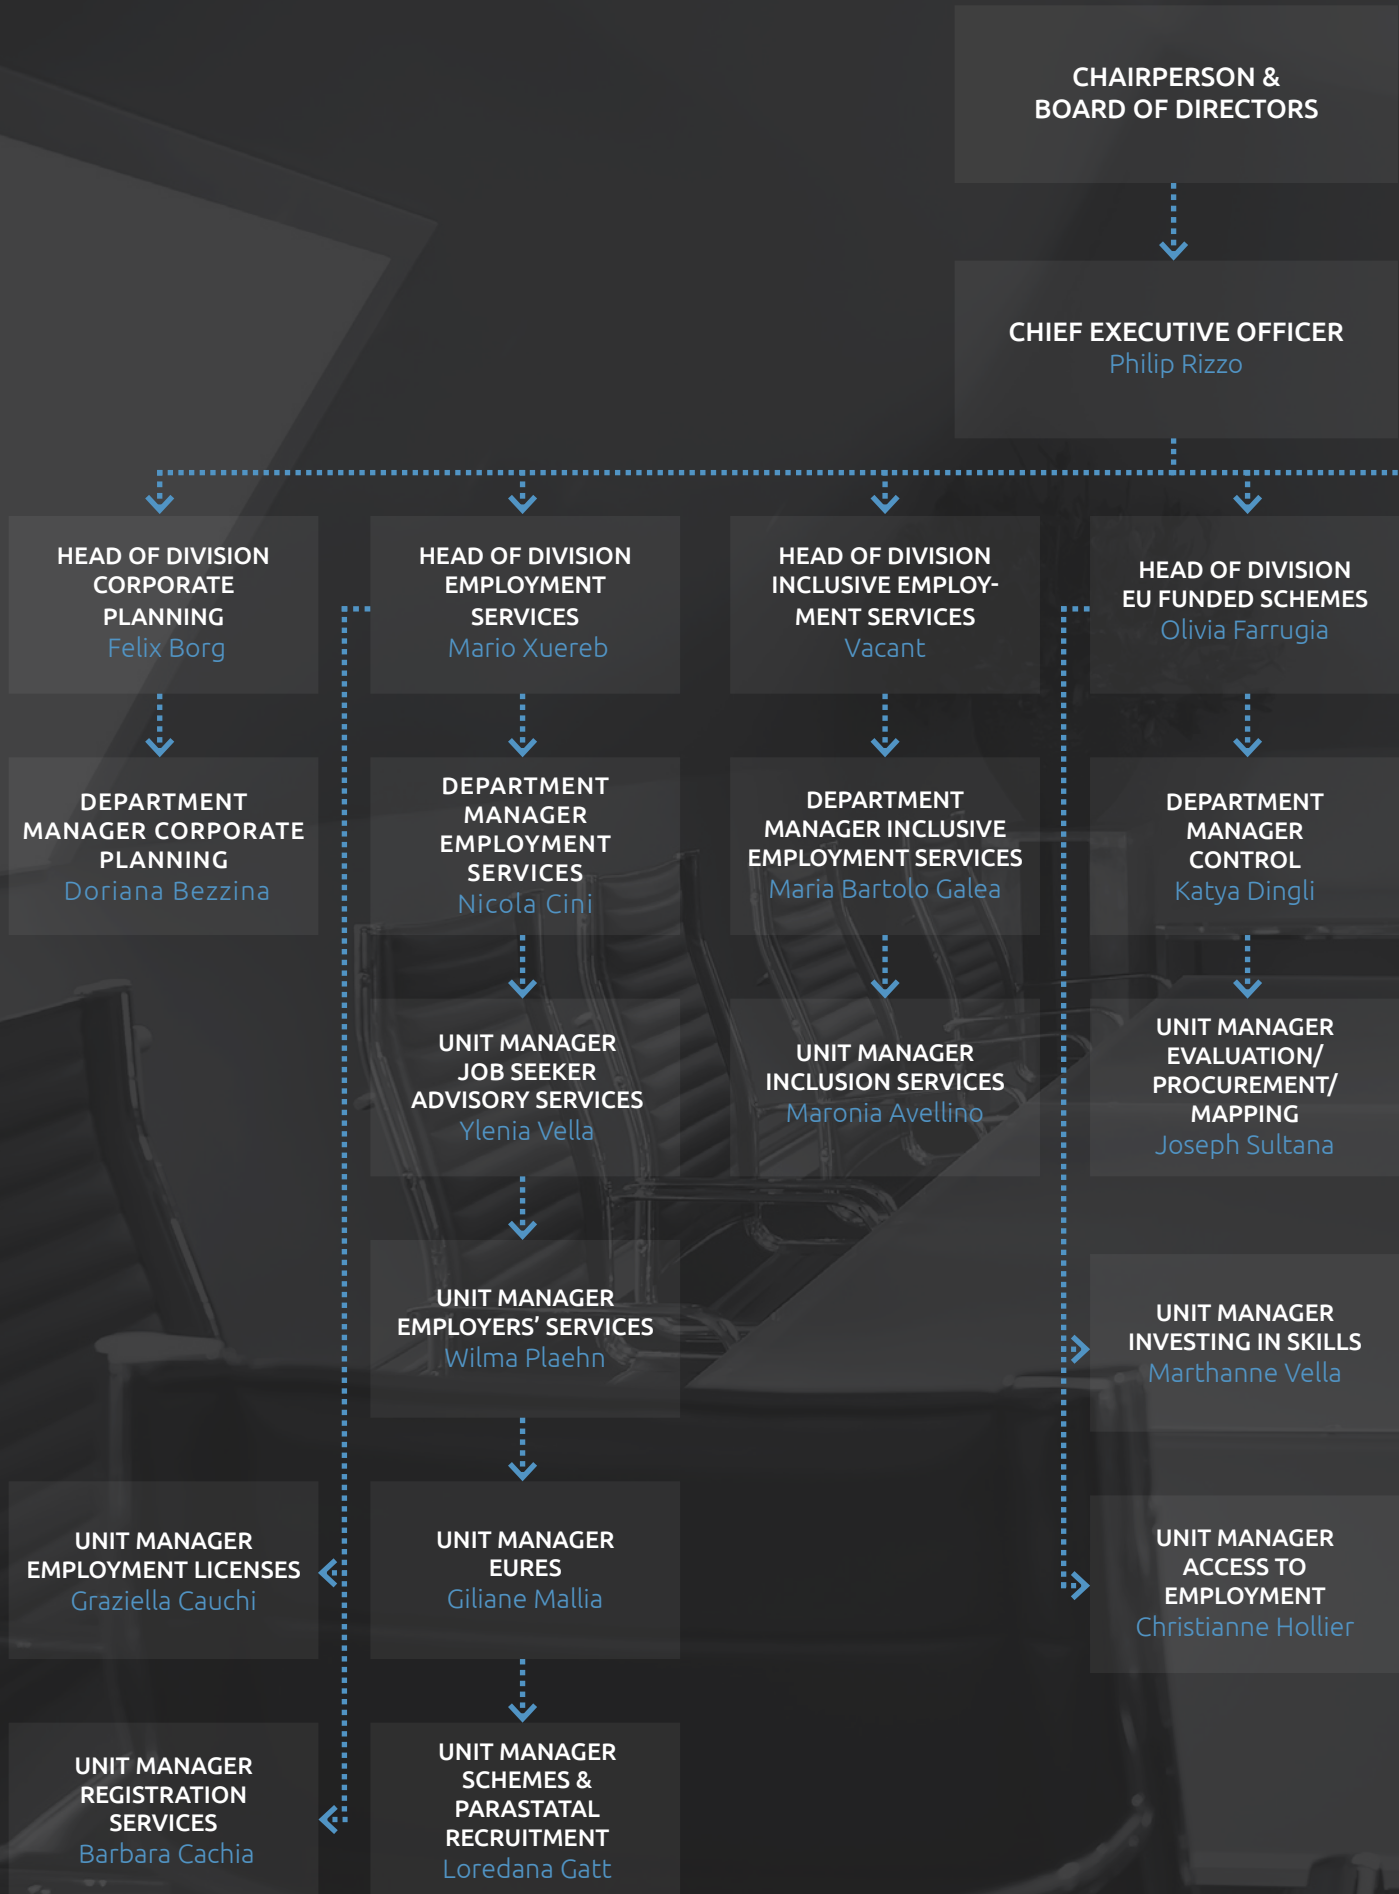 CHAIRPERSON &
BOARD OF DIRECTORS
CHIEF EXECUTIVE OFFICER
Philip Rizzo
HEAD OF DIVISION
CORPORATE
PLANNING
Felix Borg
HEAD OF DIVISION
EMPLOYMENT
SERVICES
Mario Xuereb
HEAD OF DIVISION
INCLUSIVE EMPLOY-
MENT SERVICES
Vacant
HEAD OF DIVISION
EU FUNDED SCHEMES
Olivia Farrugia
DEPARTMENT
MANAGER CORPORATE
PLANNING
Doriana Bezzina
DEPARTMENT
MANAGER
EMPLOYMENT
SERVICES
Nicola Cini
DEPARTMENT
MANAGER INCLUSIVE
EMPLOYMENT SERVICES
Maria Bartolo Galea
DEPARTMENT
MANAGER
CONTROL
Katya Dingli
UNIT MANAGER
JOB SEEKER
ADVISORY SERVICES
Ylenia Vella
UNIT MANAGER
INCLUSION SERVICES
Maronia Avellino
UNIT MANAGER
EVALUATION/
PROCUREMENT/
MAPPING
Joseph Sultana
UNIT MANAGER
EMPLOYERS’ SERVICES
Wilma Plaehn
UNIT MANAGER
INVESTING IN SKILLS
Marthanne Vella
UNIT MANAGER
EMPLOYMENT LICENSES
Graziella Cauchi
UNIT MANAGER
EURES
Giliane Mallia
UNIT MANAGER
ACCESS TO
EMPLOYMENT
Christianne Hollier
UNIT MANAGER
REGISTRATION
SERVICES
Barbara Cachia
UNIT MANAGER
SCHEMES &
PARASTATAL
RECRUITMENT
Loredana Gatt